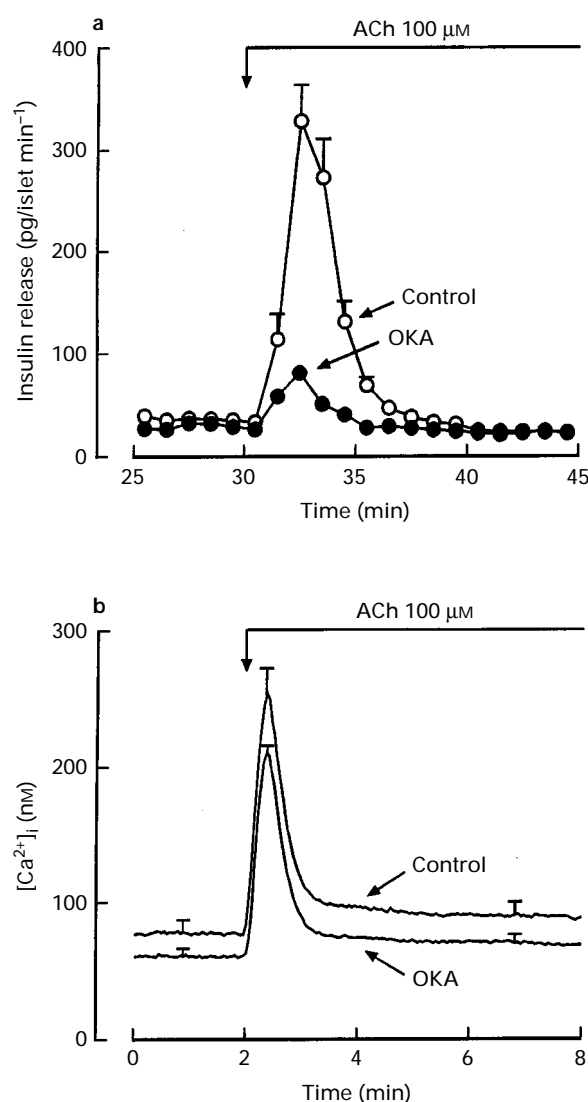 a
ACh 100 µM
400
300
200
100
0
Insulin release (pg/islet min⁻¹)
Control
OKA
25 30 35 40 45
Time (min)
b
ACh 100 µM
300
200
100
0
[Ca²⁺]i (nM)
Control
OKA
0 2 4 6 8
Time (min)